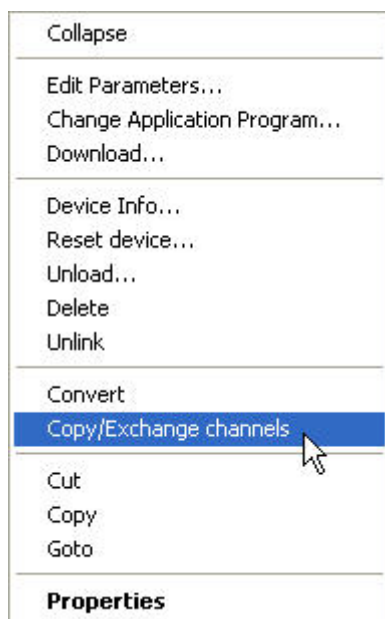 Collapse
Edit Parameters...
Change Application Program...
Download...
Device Info...
Reset device...
Unload...
Delete
Unlink
Convert
Copy/Exchange channels
Cut
Copy
Goto
Properties